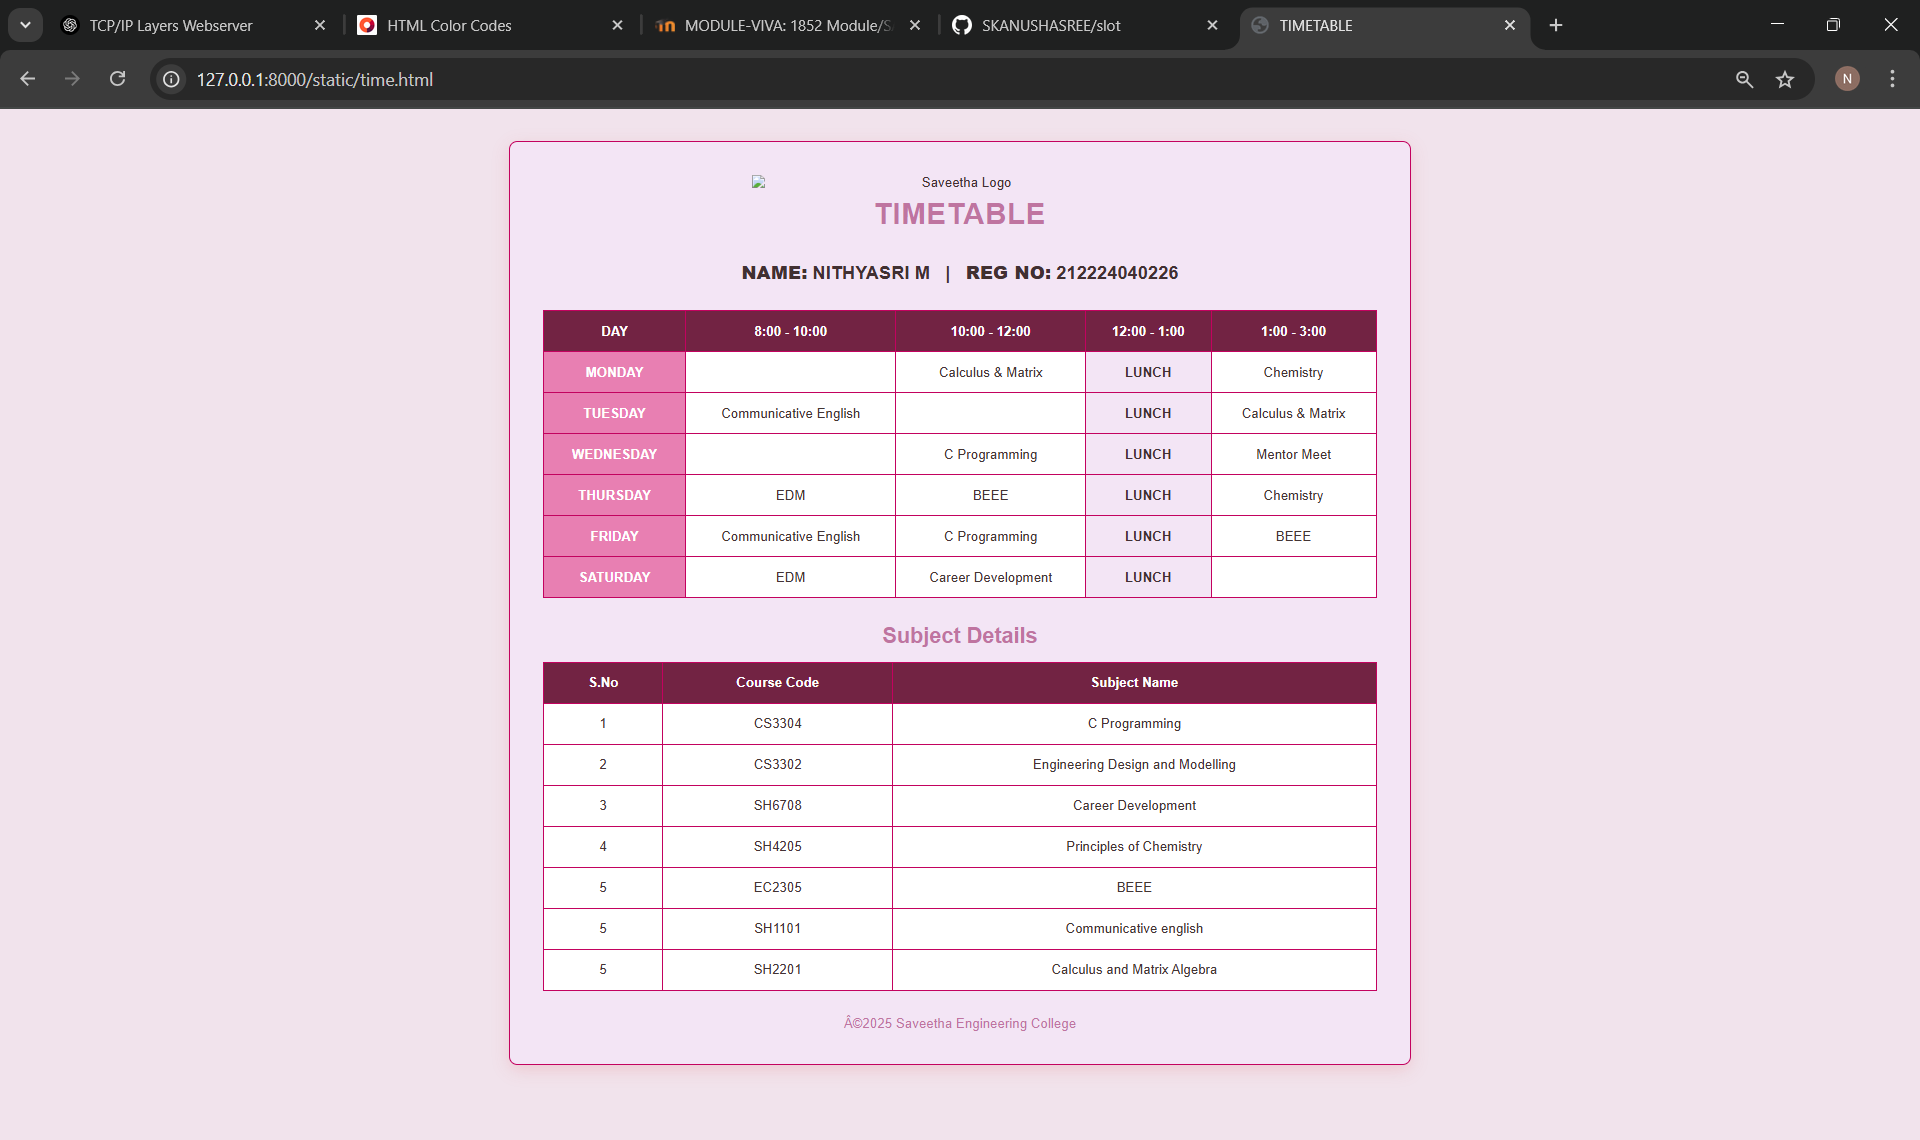 TCP/IP Layers Webserver
HTML Color Codes
MODULE-VIVA: 1852 Module/S
SKANUSHASREE/slot
TIMETABLE
127.0.0.1:8000/static/time.html
N
Saveetha Logo
TIMETABLE
NAME: NITHYASRI M | REG NO: 212224040226
DAY 8:00 - 10:00 10:00 - 12:00 12:00 - 1:00 1:00 - 3:00
MONDAY Calculus & Matrix LUNCH Chemistry
TUESDAY Communicative English LUNCH Calculus & Matrix
WEDNESDAY C Programming LUNCH Mentor Meet
THURSDAY EDM BEEE LUNCH Chemistry
FRIDAY Communicative English C Programming LUNCH BEEE
SATURDAY EDM Career Development LUNCH
Subject Details
S.No Course Code Subject Name
1 CS3304 C Programming
2 CS3302 Engineering Design and Modelling
3 SH6708 Career Development
4 SH4205 Principles of Chemistry
5 EC2305 BEEE
5 SH1101 Communicative english
5 SH2201 Calculus and Matrix Algebra
Â©2025 Saveetha Engineering College